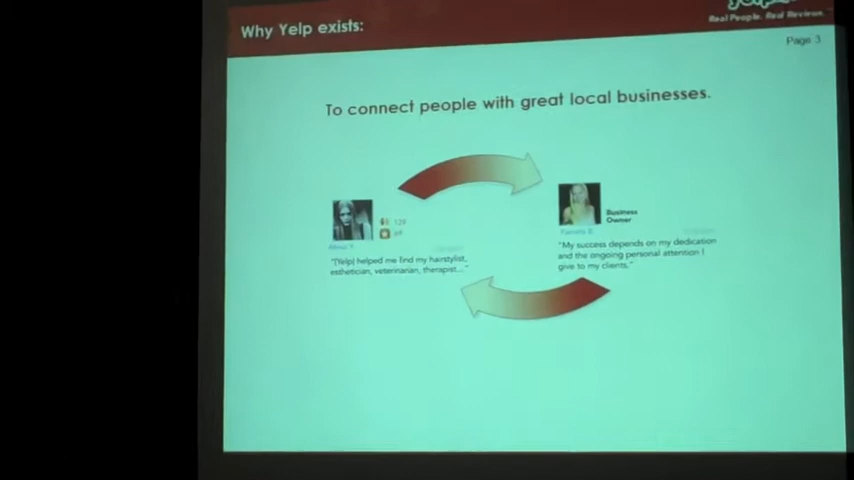 Why Yelp exists:
Real People. Real Reviews.
Page 3
To connect people with great local businesses.
Business
Owner
"[Yelp] helped me find my hairstylist,
esthetician, veterinarian, therapist..."
"My success depends on my dedication
and the ongoing personal attention I
give to my clients."